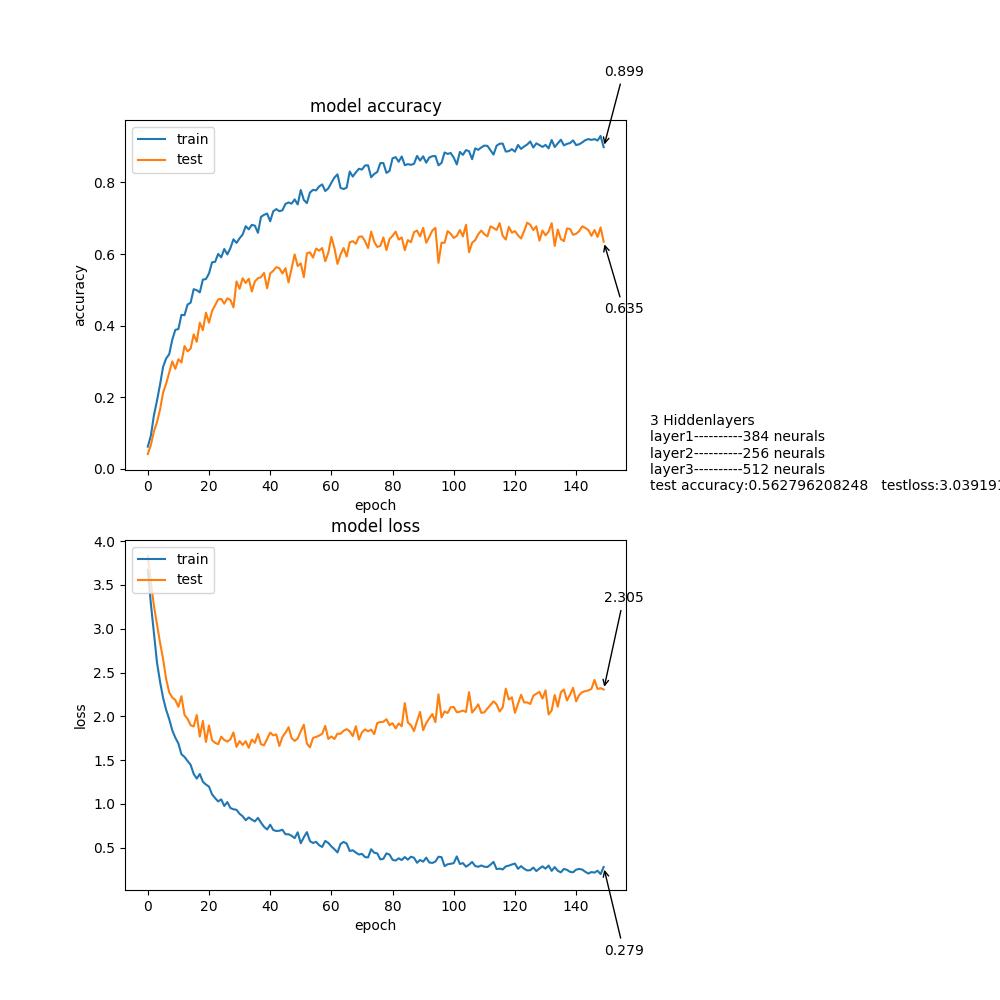 0.899
model accuracy
train
test
0.8
0.6
0.4
0.2
0.0
accuracy
0 20 40 60 80 100 120 140
epoch
0.635
3 Hiddenlayers
layer1----------384 neurals
layer2----------256 neurals
layer3----------512 neurals
test accuracy:0.562796208248 testloss:3.039191
model loss
train
test
4.0
3.5
3.0
2.5
2.0
1.5
1.0
0.5
loss
0 20 40 60 80 100 120 140
epoch
2.305
0.279